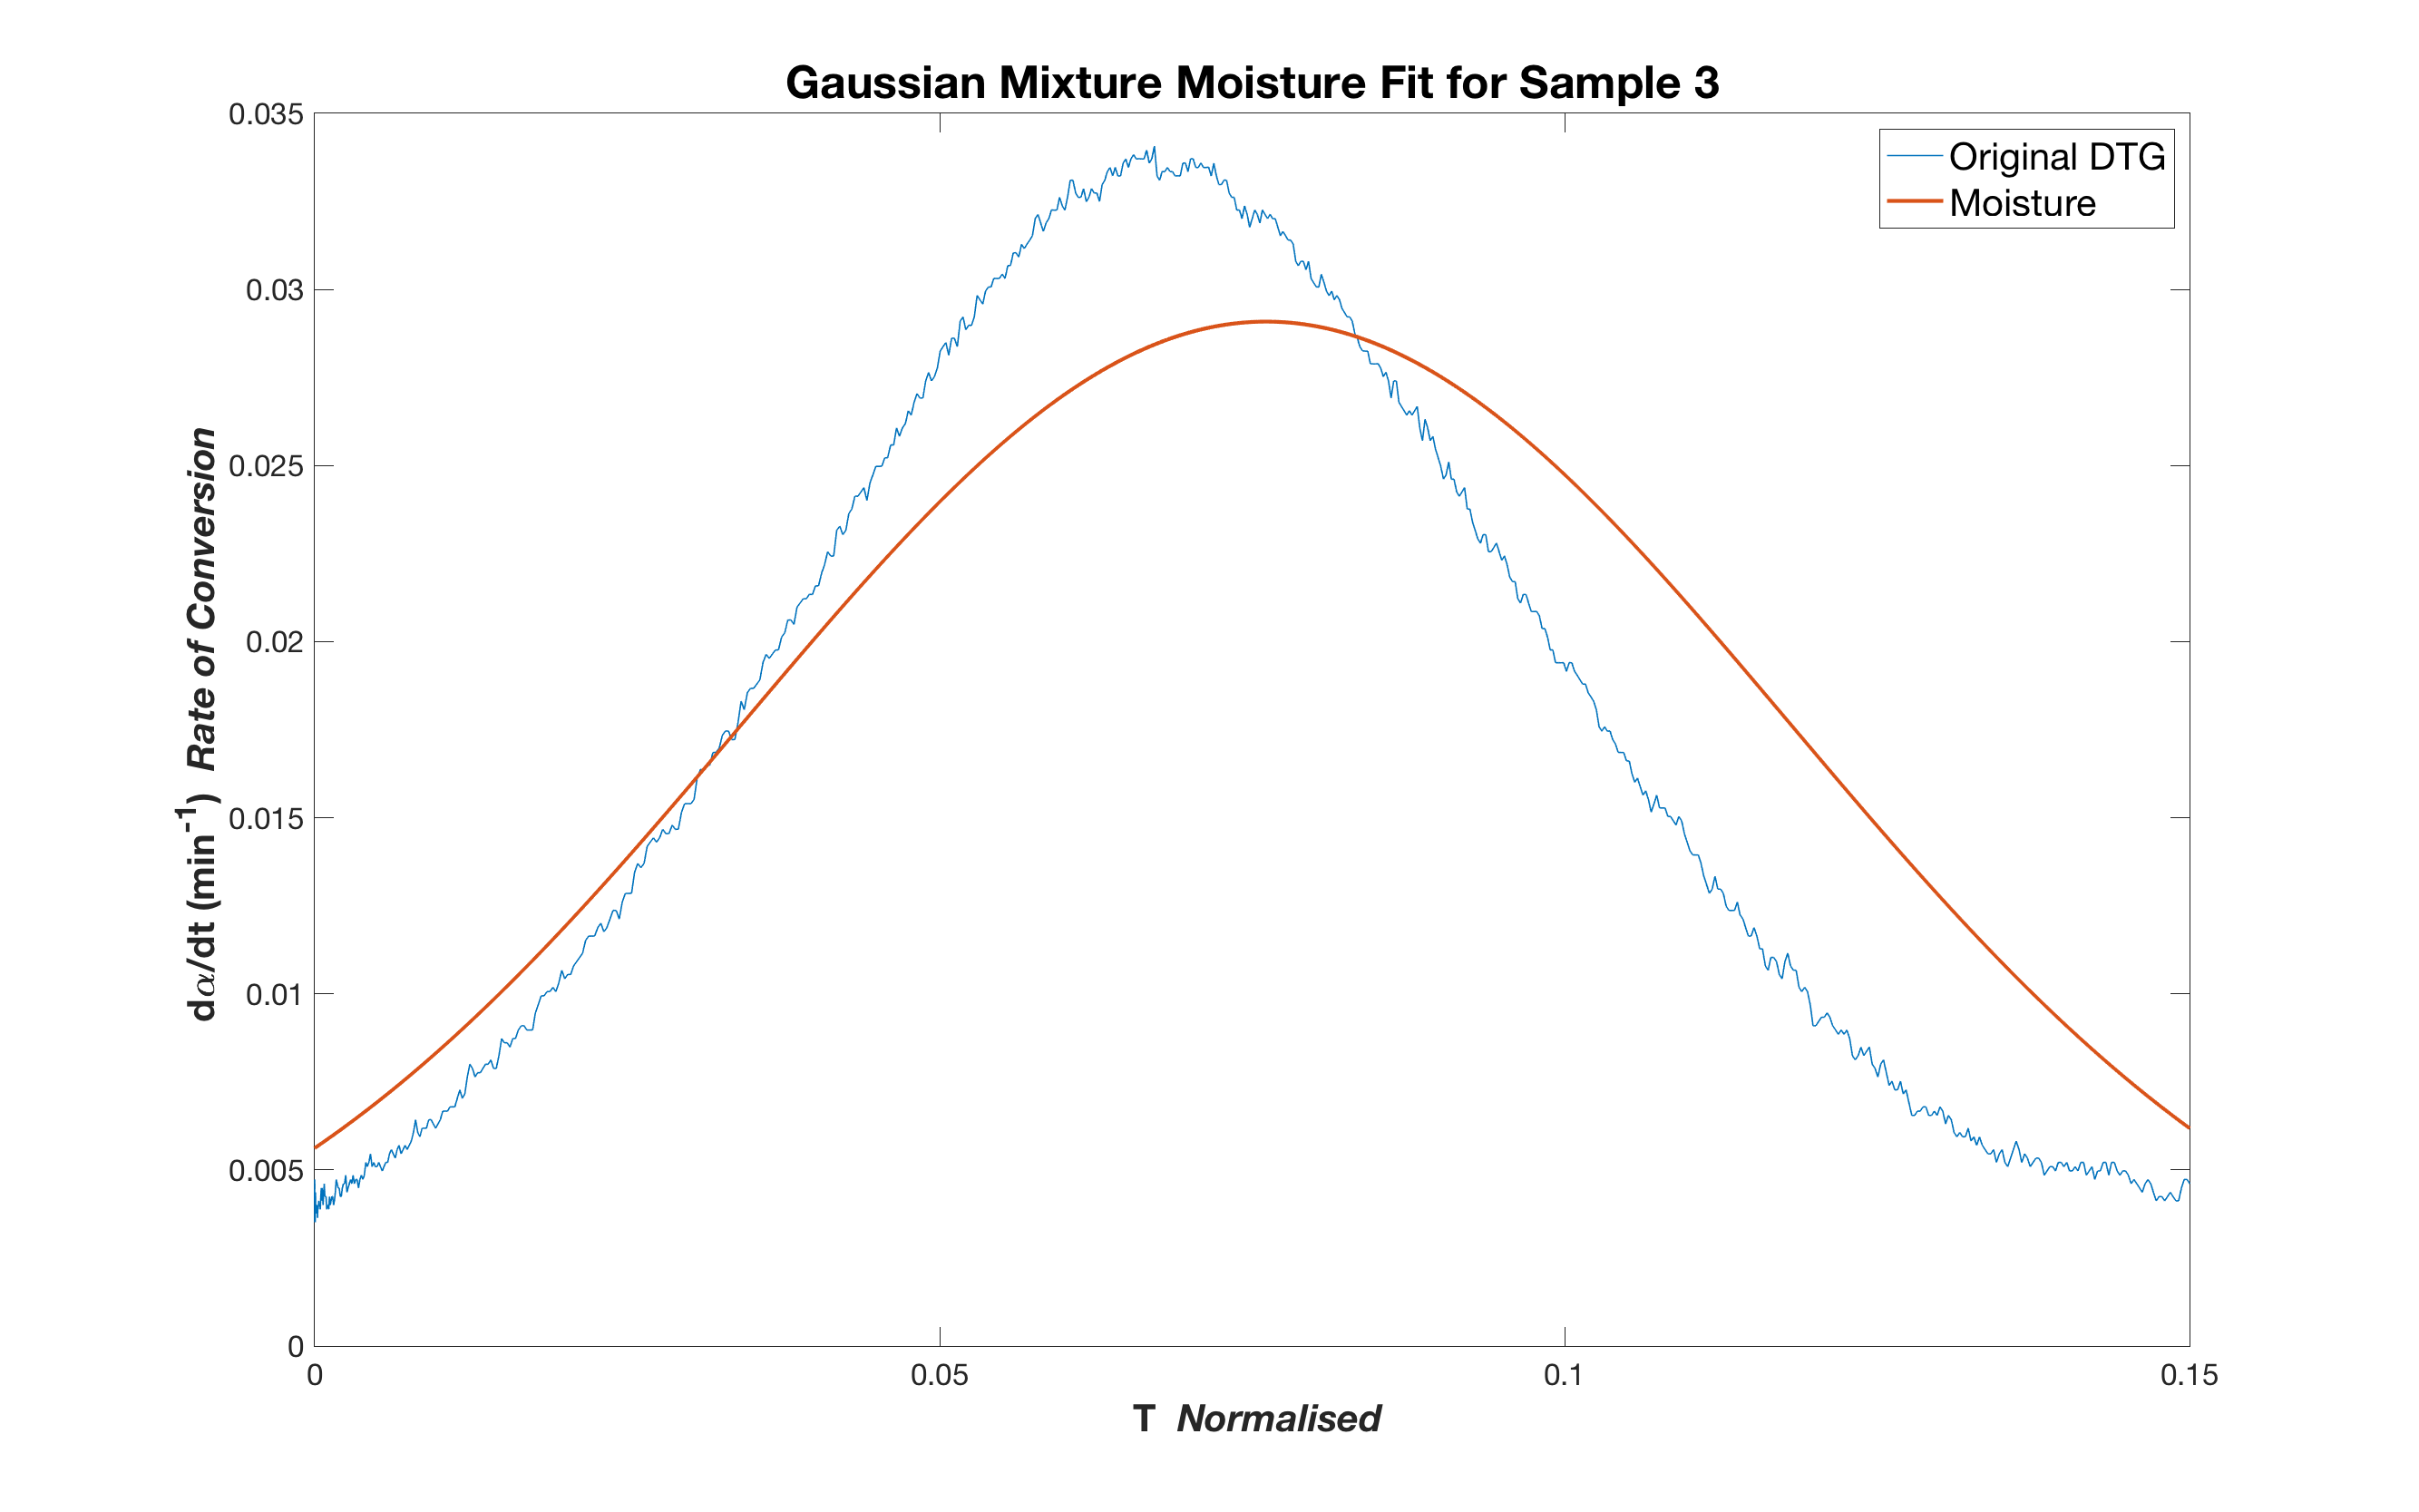 Gaussian Mixture Moisture Fit for Sample 3
Original DTG
Moisture
0.035
0.03
0.025
0.02
0.015
0.01
0.005
0
dα/dt (min⁻¹) Rate of Conversion
0
0.05
0.1
0.15
T Normalised